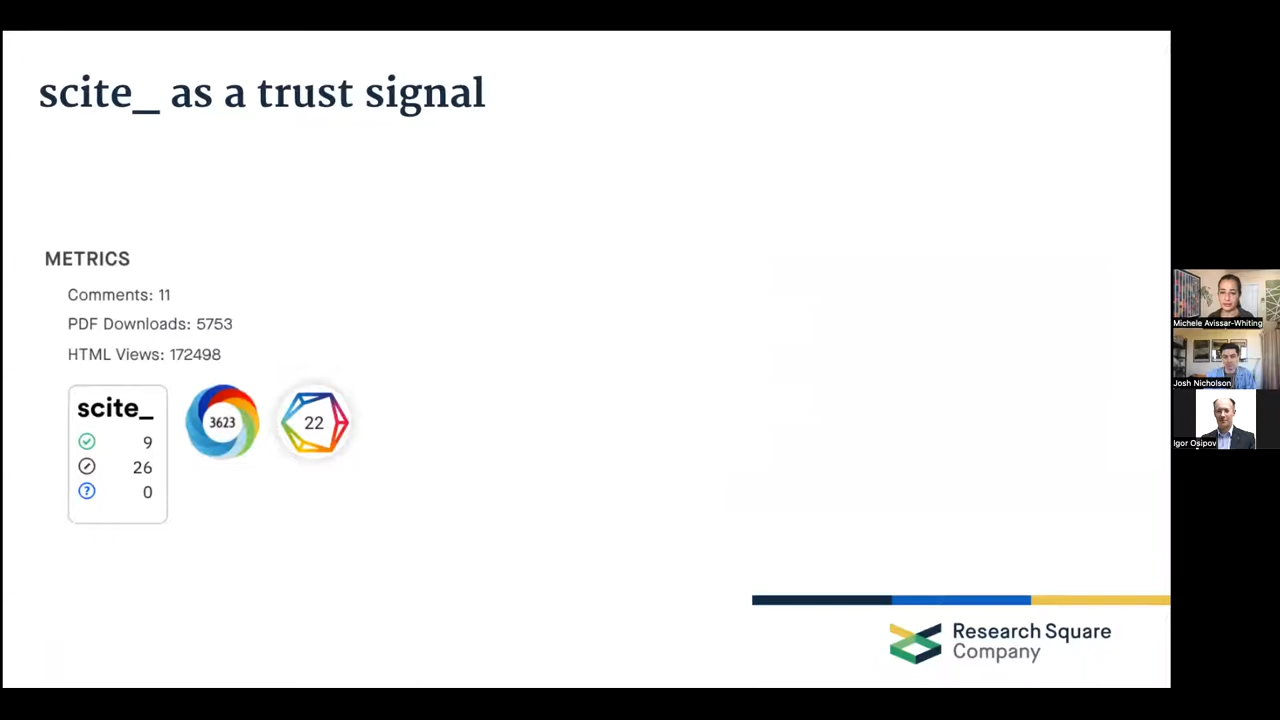 scite_ as a trust signal
METRICS
Comments: 11
PDF Downloads: 5753
HTML Views: 172498
scite_
9
26
0
3623
22
Research Square
Company
Michele Avissar-Whiting
Josh Nicholson
Igor Osipov